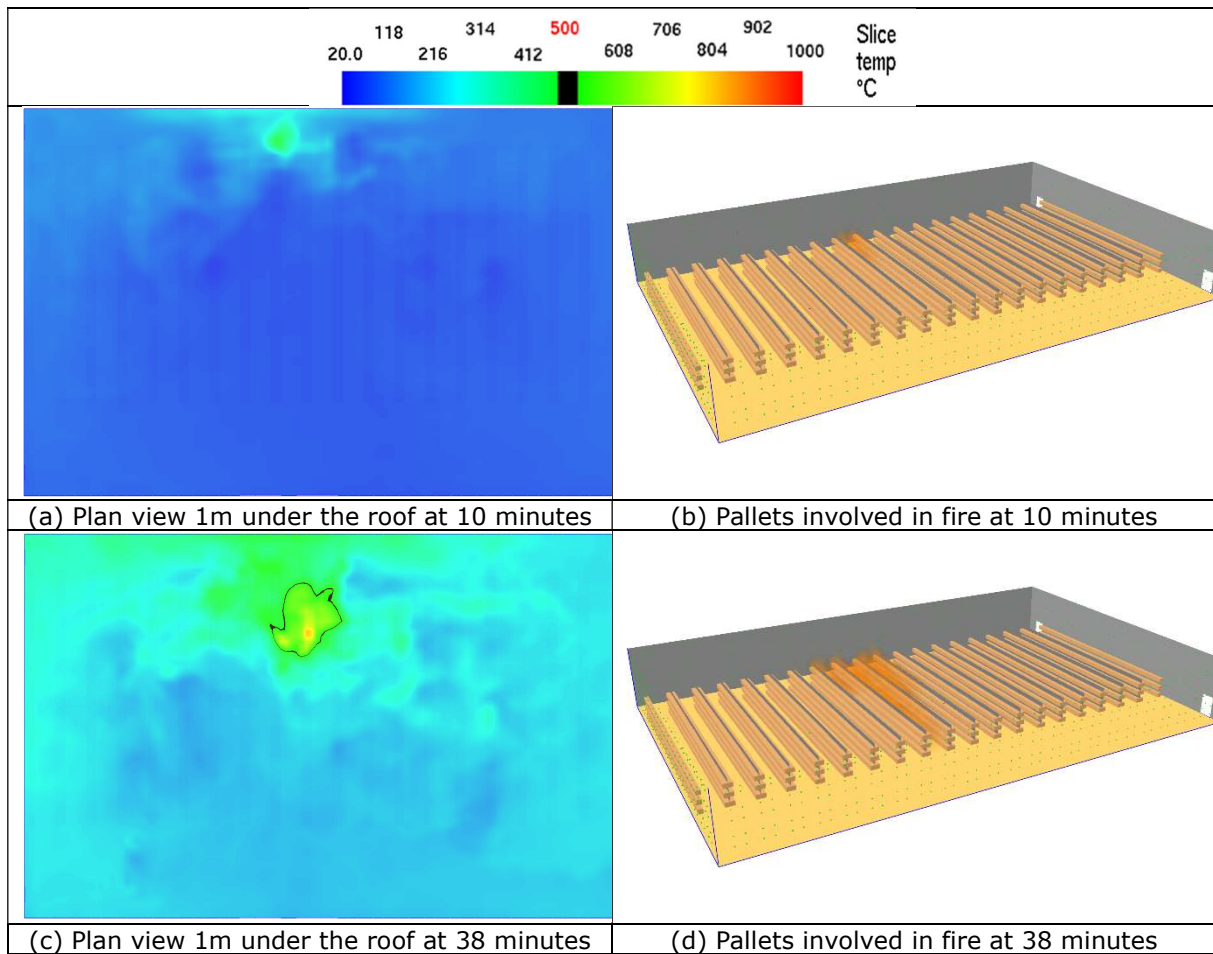 118 314 500 706 902
20.0 216 412 608 804 1000
Slice
temp
°C
(a) Plan view 1m under the roof at 10 minutes
(b) Pallets involved in fire at 10 minutes
(c) Plan view 1m under the roof at 38 minutes
(d) Pallets involved in fire at 38 minutes